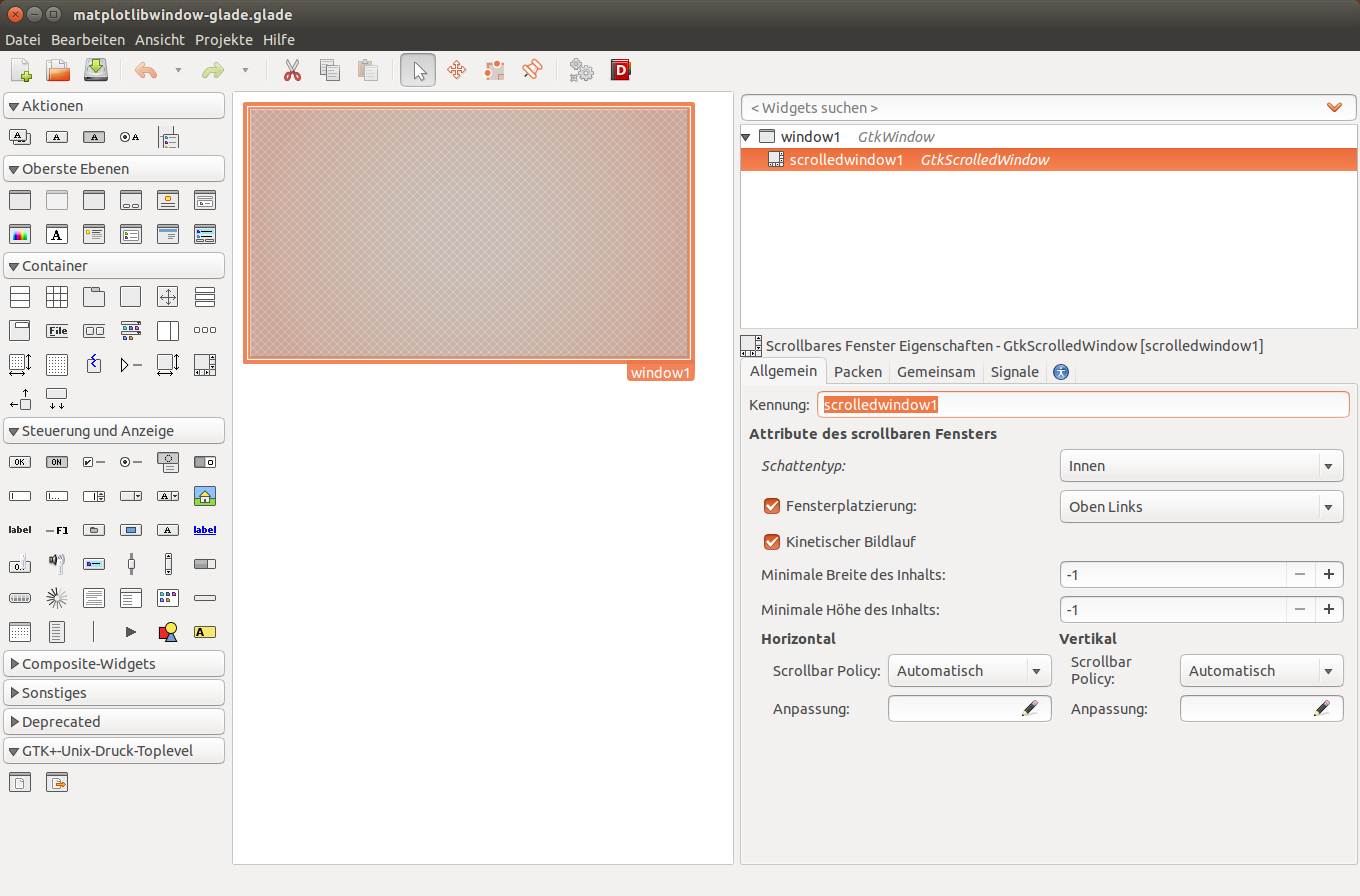 matplotlibwindow-glade.glade
Datei Bearbeiten Ansicht Projekte Hilfe
D
Aktionen
A A A A
Oberste Ebenen
A
Container
File
Steuerung und Anzeige
OK ON
A
label F1 A label
0..
A
Composite-Widgets
Sonstiges
Deprecated
GTK+-Unix-Druck-Toplevel
window1
< Widgets suchen >
window1 GtkWindow
scrolledwindow1 GtkScrolledWindow
Scrollbares Fenster Eigenschaften - GtkScrolledWindow [scrolledwindow1]
Allgemein Packen Gemeinsam Signale
Kennung: scrolledwindow1
Attribute des scrollbaren Fensters
Schattentyp: Innen
Fensterplatzierung: Oben Links
Kinetischer Bildlauf
Minimale Breite des Inhalts: -1
Minimale Höhe des Inhalts: -1
Horizontal Vertikal
Scrollbar Policy: Automatisch Scrollbar Policy: Automatisch
Anpassung: Anpassung: